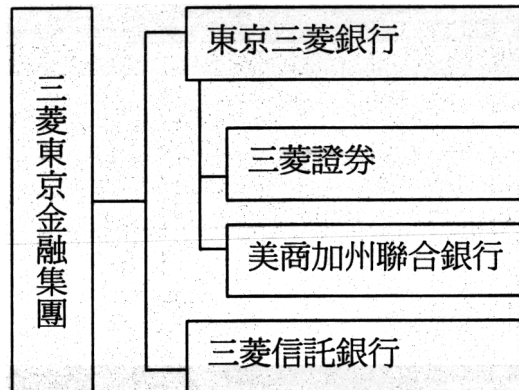 三菱東京金融集團
東京三菱銀行
三菱證券
美商加州聯合銀行
三菱信託銀行